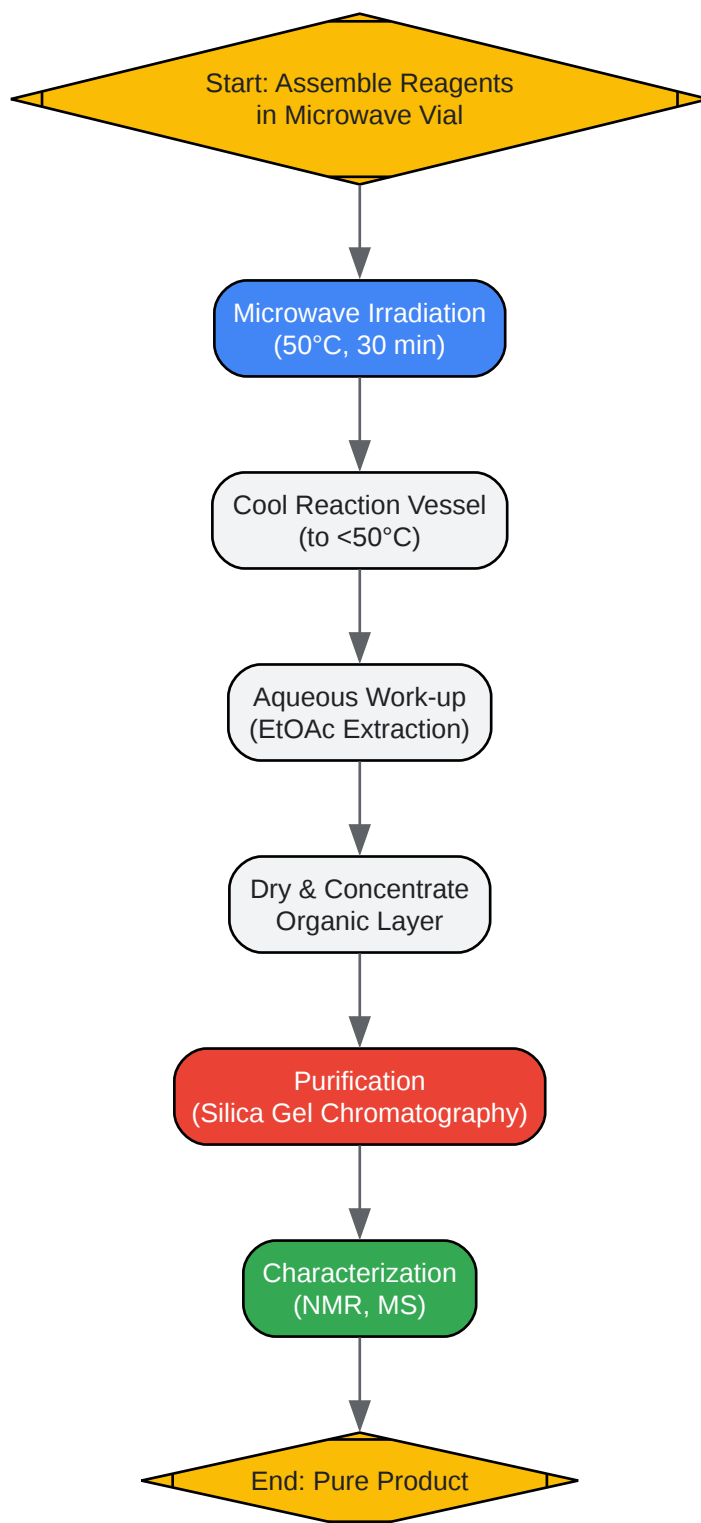 Start: Assemble Reagents
in Microwave Vial
Microwave Irradiation
(50°C, 30 min)
Cool Reaction Vessel
(to <50°C)
Aqueous Work-up
(EtOAc Extraction)
Dry & Concentrate
Organic Layer
Purification
(Silica Gel Chromatography)
Characterization
(NMR, MS)
End: Pure Product